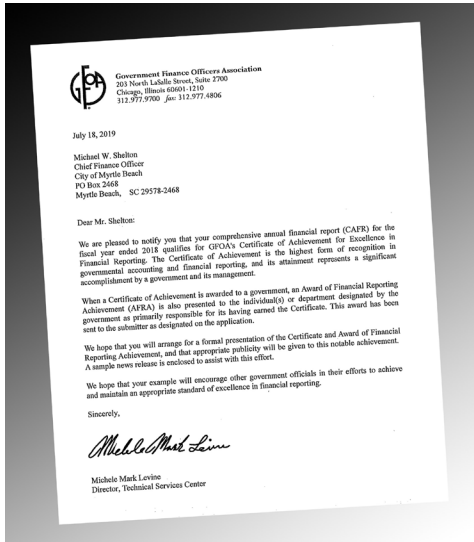 GFOA
Government Finance Officers Association
203 North LaSalle Street, Suite 2700
Chicago, Illinois 60601-1210
312.977.9700 fax: 312.977.4806
July 18, 2019
Michael W. Shelton
Chief Finance Officer
City of Myrtle Beach
PO Box 2468
Myrtle Beach, SC 29578-2468
Dear Mr. Shelton:
We are pleased to notify you that your comprehensive annual financial report (CAFR) for the
fiscal year ended 2018 qualifies for GFOA's Certificate of Achievement for Excellence in
Financial Reporting. The Certificate of Achievement is the highest form of recognition in
governmental accounting and financial reporting, and its attainment represents a significant
accomplishment by a government and its management.
When a Certificate of Achievement is awarded to a government, an Award of Financial Reporting
Achievement (AFRA) is also presented to the individual(s) or department designated by the
government as primarily responsible for its having earned the Certificate. This award has been
sent to the submitter as designated on the application.
We hope that you will arrange for a formal presentation of the Certificate and Award of Financial
Reporting Achievement, and that appropriate publicity will be given to this notable achievement.
A sample news release is enclosed to assist with this effort.
We hope that your example will encourage other government officials in their efforts to achieve
and maintain an appropriate standard of excellence in financial reporting.
Sincerely,
Michele Mark Levine
Michele Mark Levine
Director, Technical Services Center